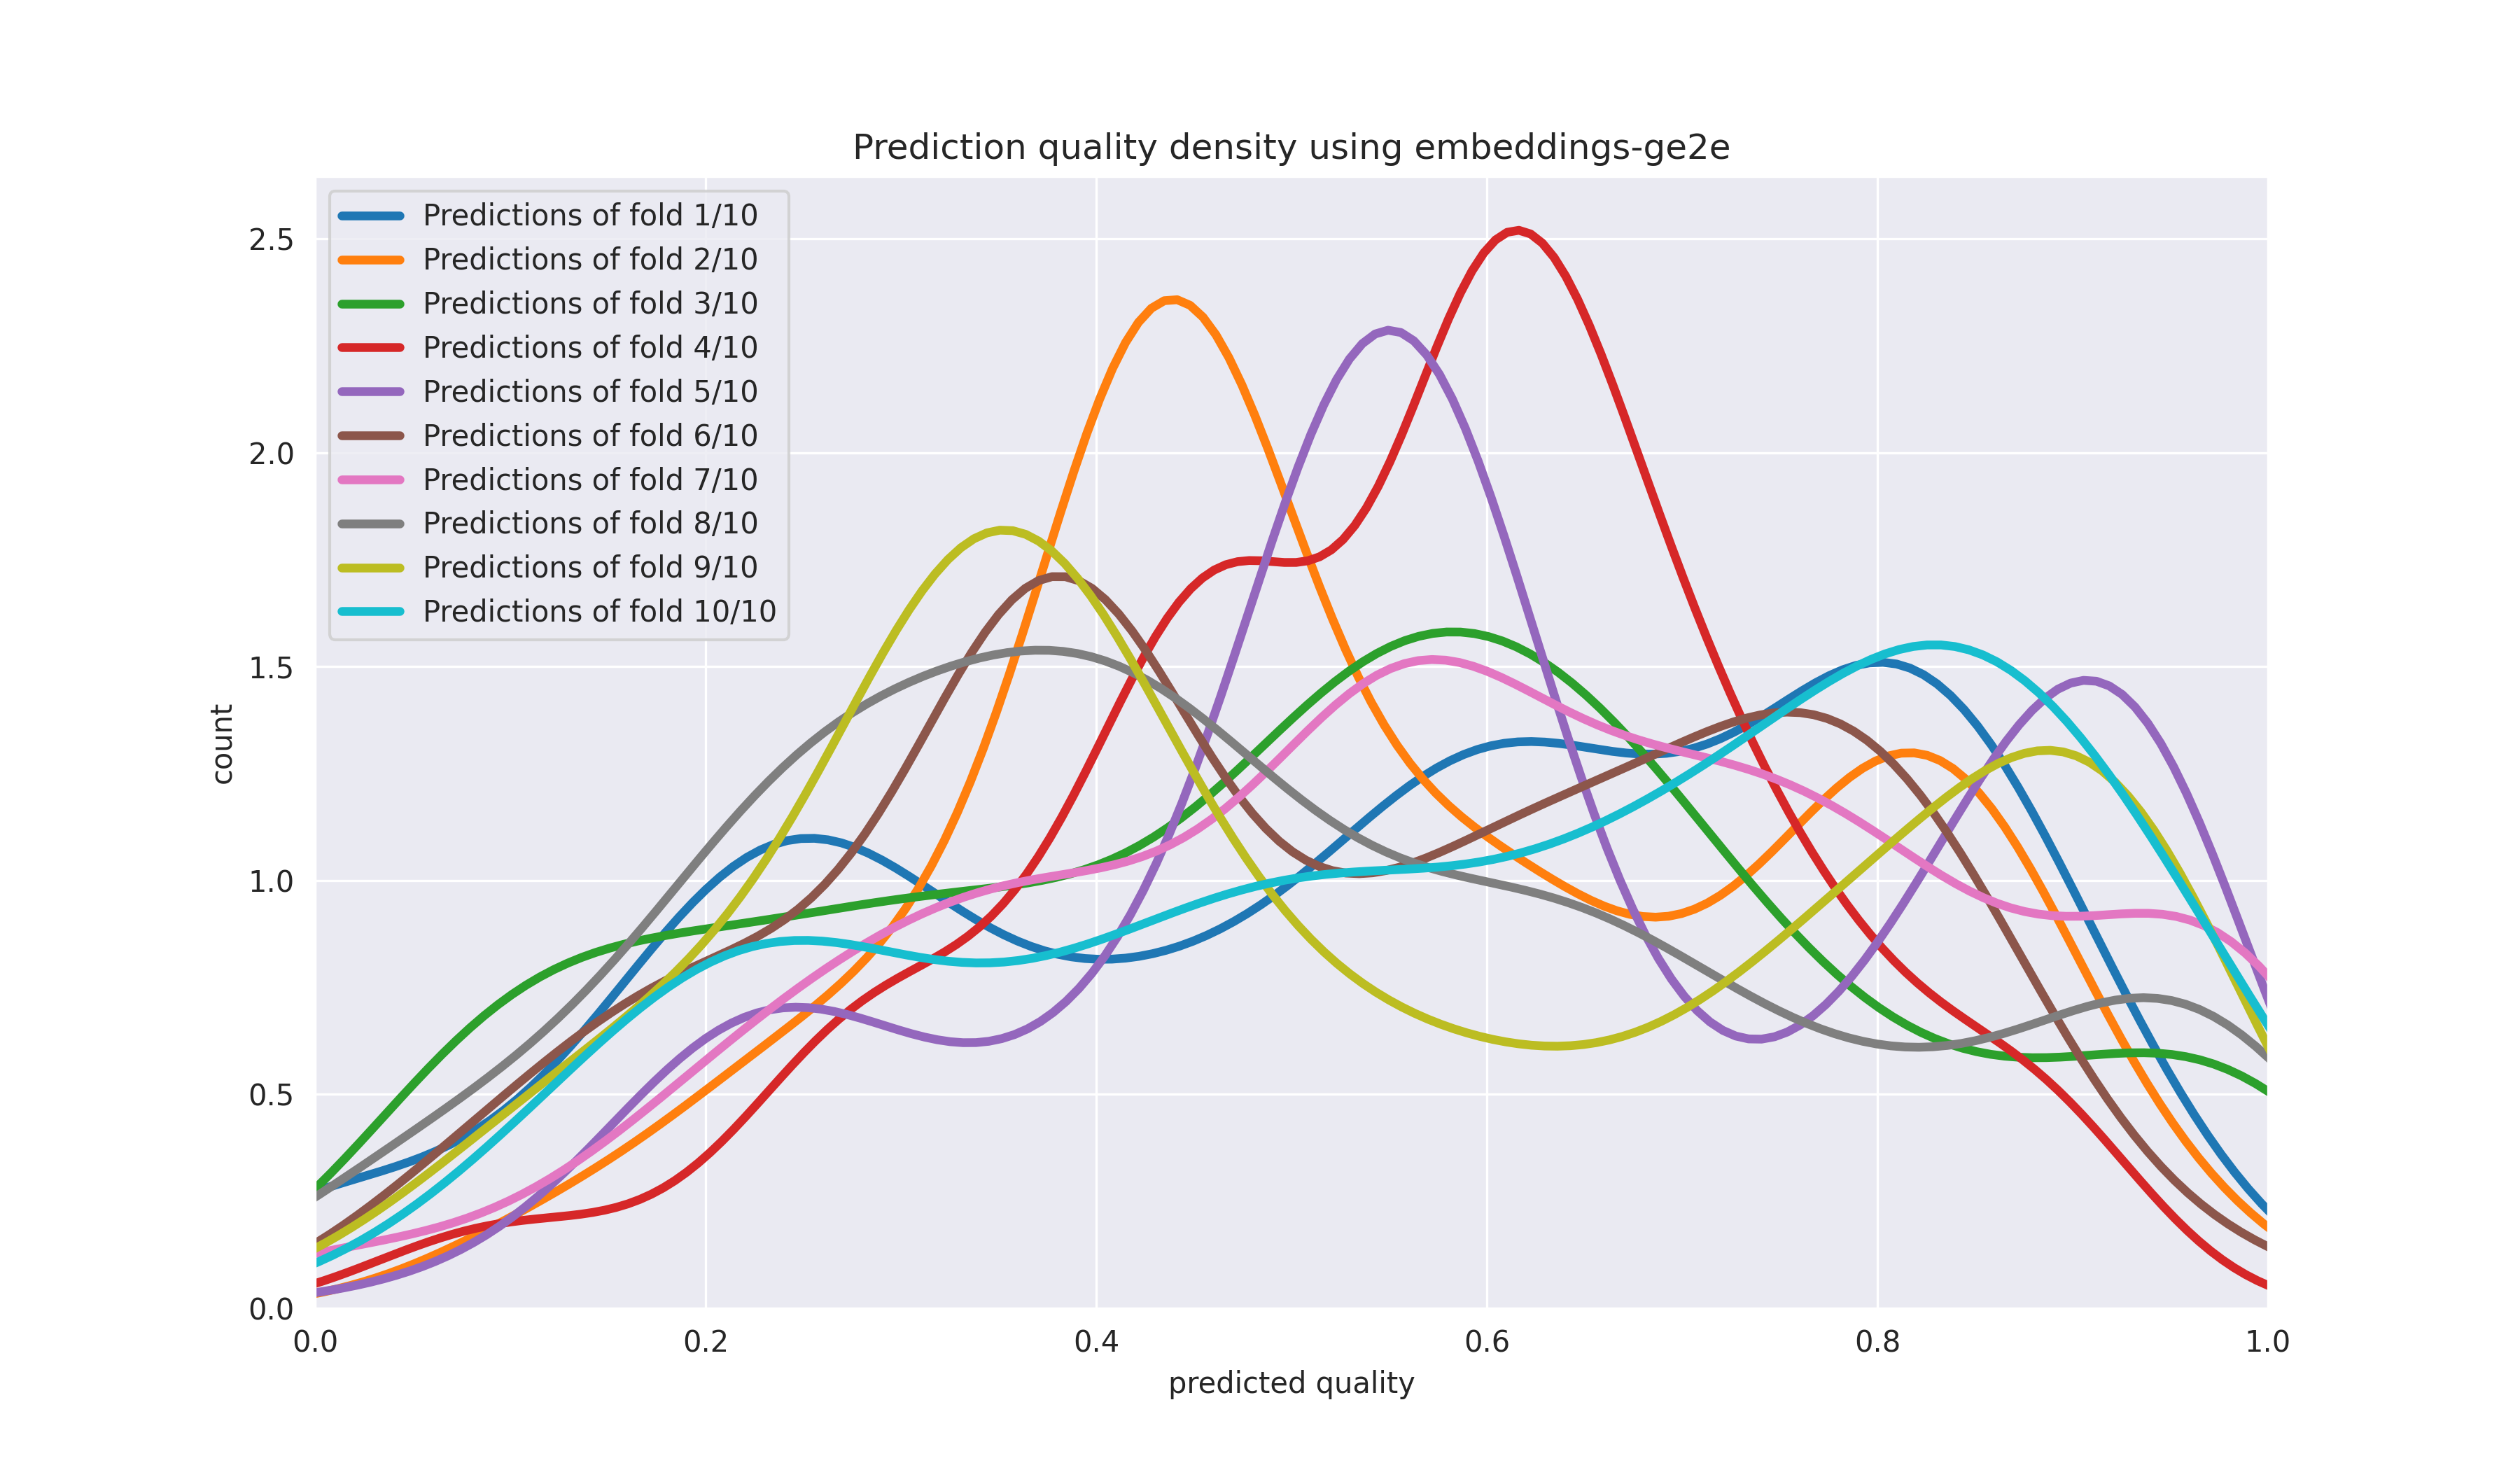 Prediction quality density using embeddings-ge2e
Predictions of fold 1/10
Predictions of fold 2/10
Predictions of fold 3/10
Predictions of fold 4/10
Predictions of fold 5/10
Predictions of fold 6/10
Predictions of fold 7/10
Predictions of fold 8/10
Predictions of fold 9/10
Predictions of fold 10/10
count
2.5
2.0
1.5
1.0
0.5
0.0
0.0 0.2 0.4 0.6 0.8 1.0
predicted quality